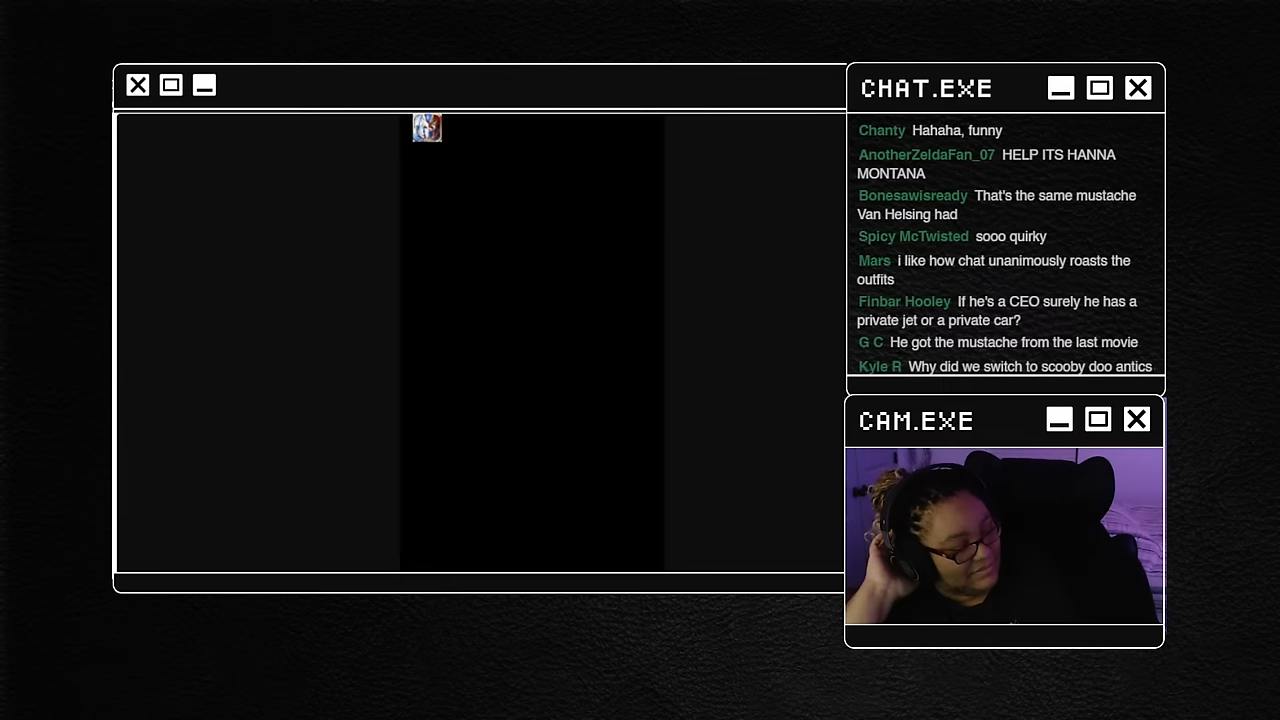 CHAT.EXE
Chanty Hahaha, funny
AnotherZeldaFan_07 HELP ITS HANNA
MONTANA
Bonesawisready That's the same mustache
Van Helsing had
Spicy McTwisted sooo quirky
Mars i like how chat unanimously roasts the
outfits
Finbar Hooley If he's a CEO surely he has a
private jet or a private car?
G C He got the mustache from the last movie
Kyle R Why did we switch to scooby doo antics
CAM.EXE